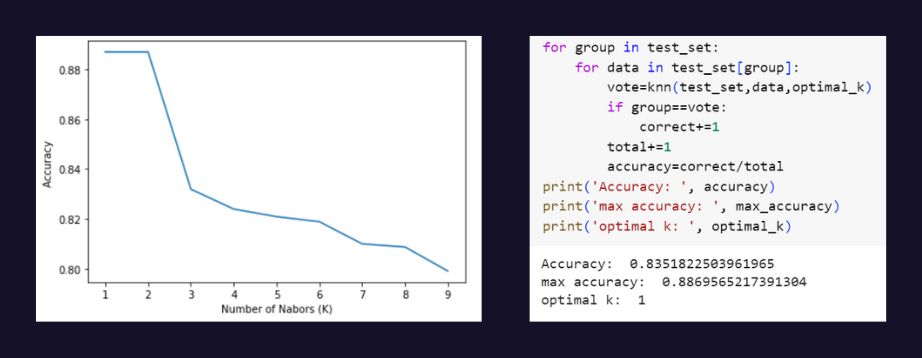 0.88
0.86
0.84
0.82
0.80
Accuracy
1 2 3 4 5 6 7 8 9
Number of Nabors (K)
for group in test_set:
    for data in test_set[group]:
        vote=knn(test_set,data,optimal_k)
        if group==vote:
            correct+=1
        total+=1
        accuracy=correct/total
print('Accuracy: ', accuracy)
print('max accuracy: ', max_accuracy)
print('optimal k: ', optimal_k)
Accuracy:  0.8351822503961965
max accuracy:  0.8869565217391304
optimal k:  1